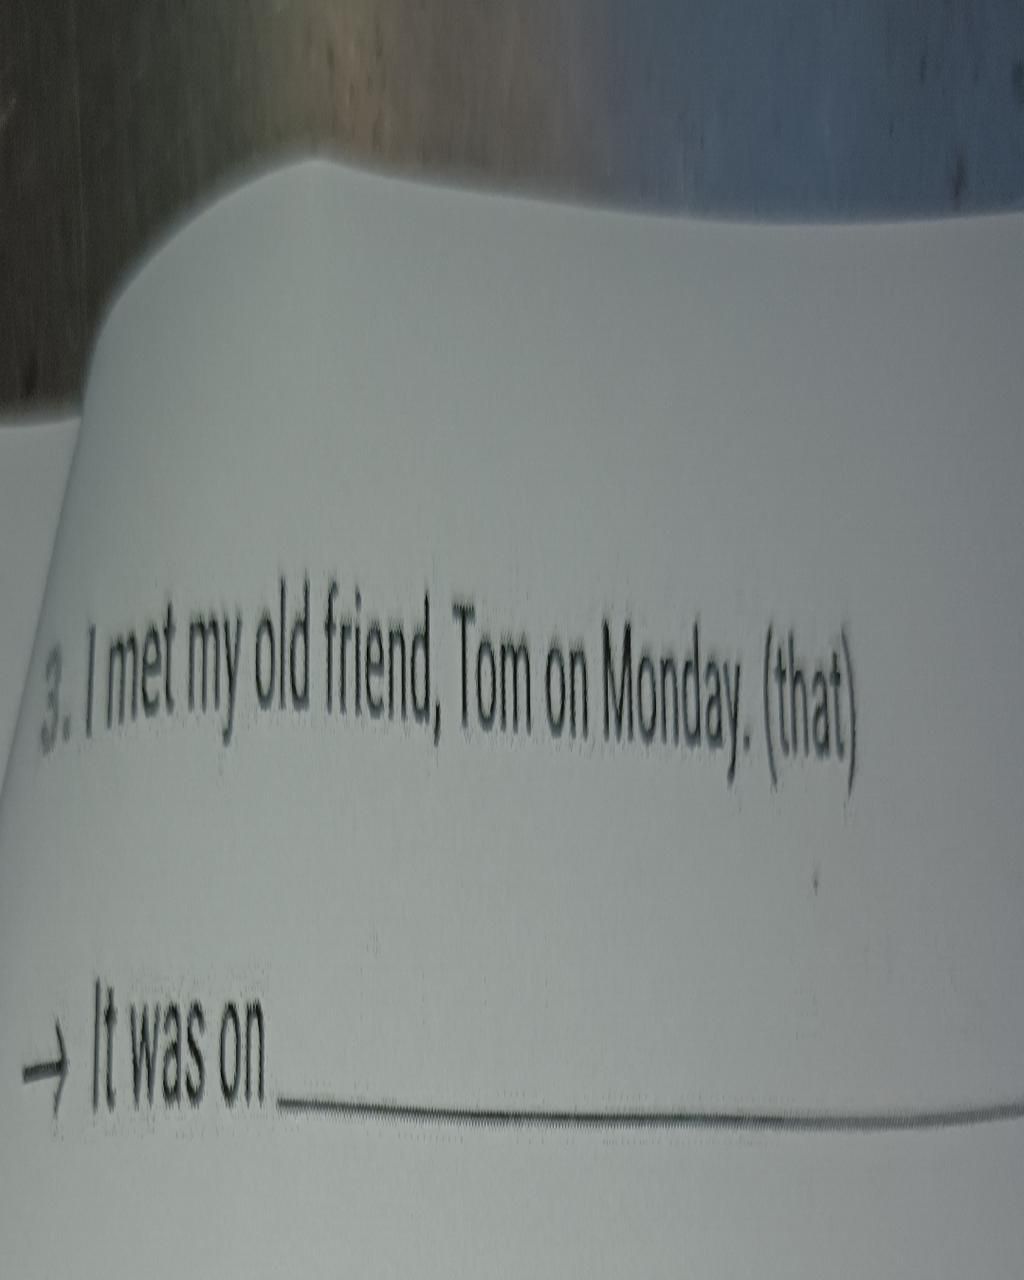 3. I met my old friend, Tom on Monday. (that)
→ It was on